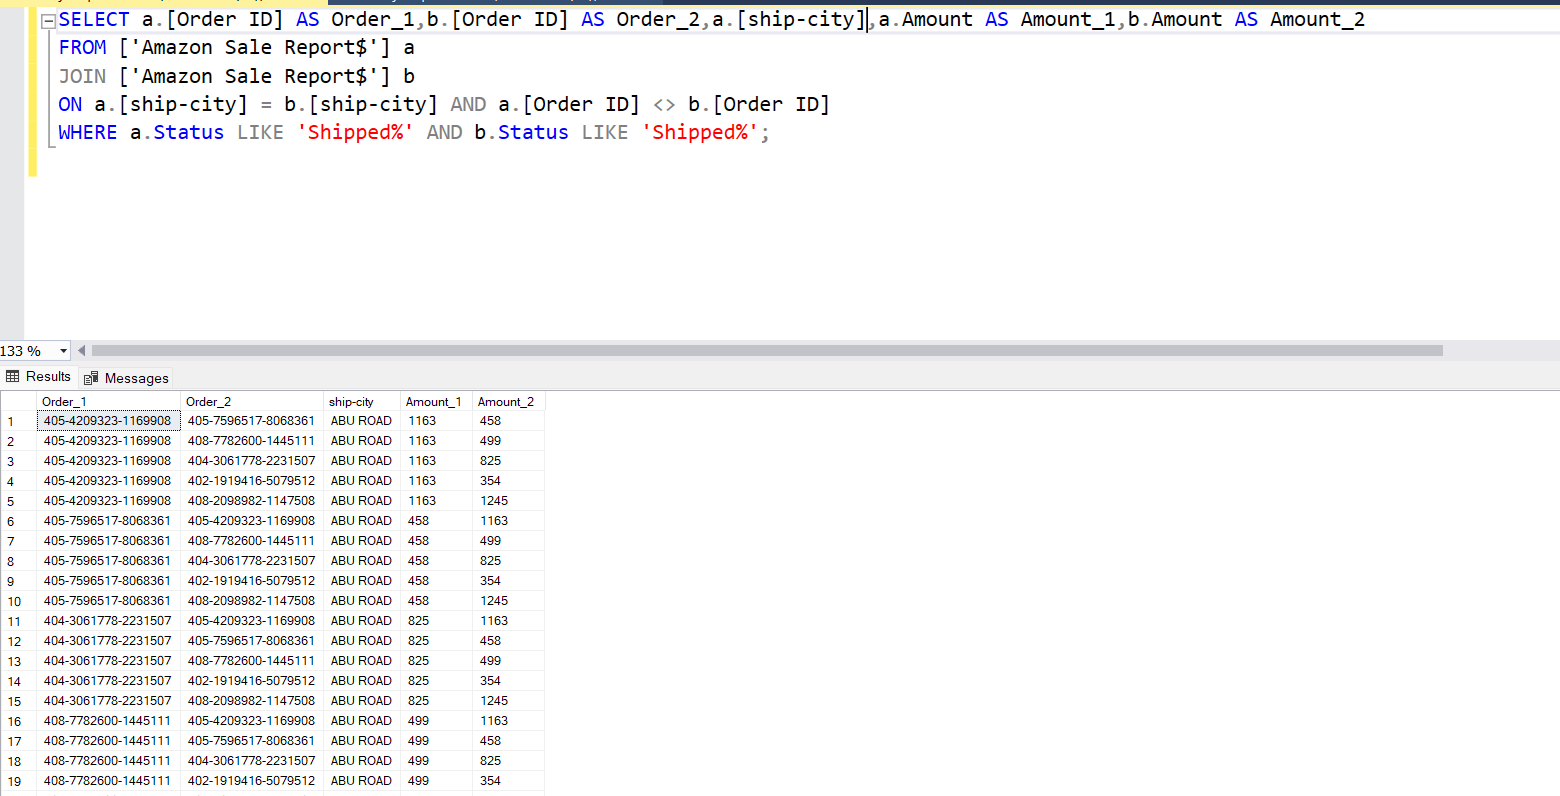 SELECT a.[Order ID] AS Order_1,b.[Order ID] AS Order_2,a.[ship-city],a.Amount AS Amount_1,b.Amount AS Amount_2
FROM ['Amazon Sale Report$'] a
JOIN ['Amazon Sale Report$'] b
ON a.[ship-city] = b.[ship-city] AND a.[Order ID] <> b.[Order ID]
WHERE a.Status LIKE 'Shipped%' AND b.Status LIKE 'Shipped%';
133 %
Results Messages
Order_1 Order_2 ship-city Amount_1 Amount_2
1 405-4209323-1169908 405-7596517-8068361 ABU ROAD 1163 458
2 405-4209323-1169908 408-7782600-1445111 ABU ROAD 1163 499
3 405-4209323-1169908 404-3061778-2231507 ABU ROAD 1163 825
4 405-4209323-1169908 402-1919416-5079512 ABU ROAD 1163 354
5 405-4209323-1169908 408-2098982-1147508 ABU ROAD 1163 1245
6 405-7596517-8068361 405-4209323-1169908 ABU ROAD 458 1163
7 405-7596517-8068361 408-7782600-1445111 ABU ROAD 458 499
8 405-7596517-8068361 404-3061778-2231507 ABU ROAD 458 825
9 405-7596517-8068361 402-1919416-5079512 ABU ROAD 458 354
10 405-7596517-8068361 408-2098982-1147508 ABU ROAD 458 1245
11 404-3061778-2231507 405-4209323-1169908 ABU ROAD 825 1163
12 404-3061778-2231507 405-7596517-8068361 ABU ROAD 825 458
13 404-3061778-2231507 408-7782600-1445111 ABU ROAD 825 499
14 404-3061778-2231507 402-1919416-5079512 ABU ROAD 825 354
15 404-3061778-2231507 408-2098982-1147508 ABU ROAD 825 1245
16 408-7782600-1445111 405-4209323-1169908 ABU ROAD 499 1163
17 408-7782600-1445111 405-7596517-8068361 ABU ROAD 499 458
18 408-7782600-1445111 404-3061778-2231507 ABU ROAD 499 825
19 408-7782600-1445111 402-1919416-5079512 ABU ROAD 499 354